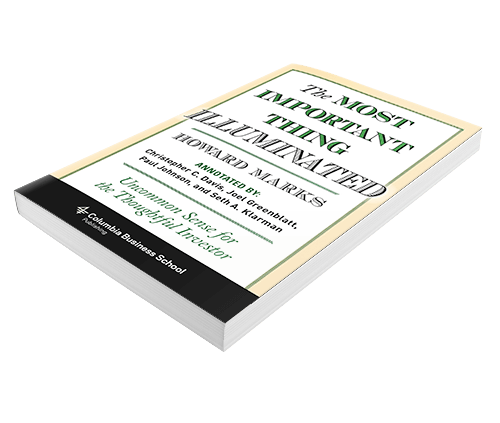 The MOST
IMPORTANT
THING
ILLUMINATED
HOWARD MARKS
ANNOTATED BY:
Christopher C. Davis, Joel Greenblatt,
Paul Johnson, and Seth A. Klarman
Uncommon Sense for
the Thoughtful Investor
Columbia Business School
Publishing